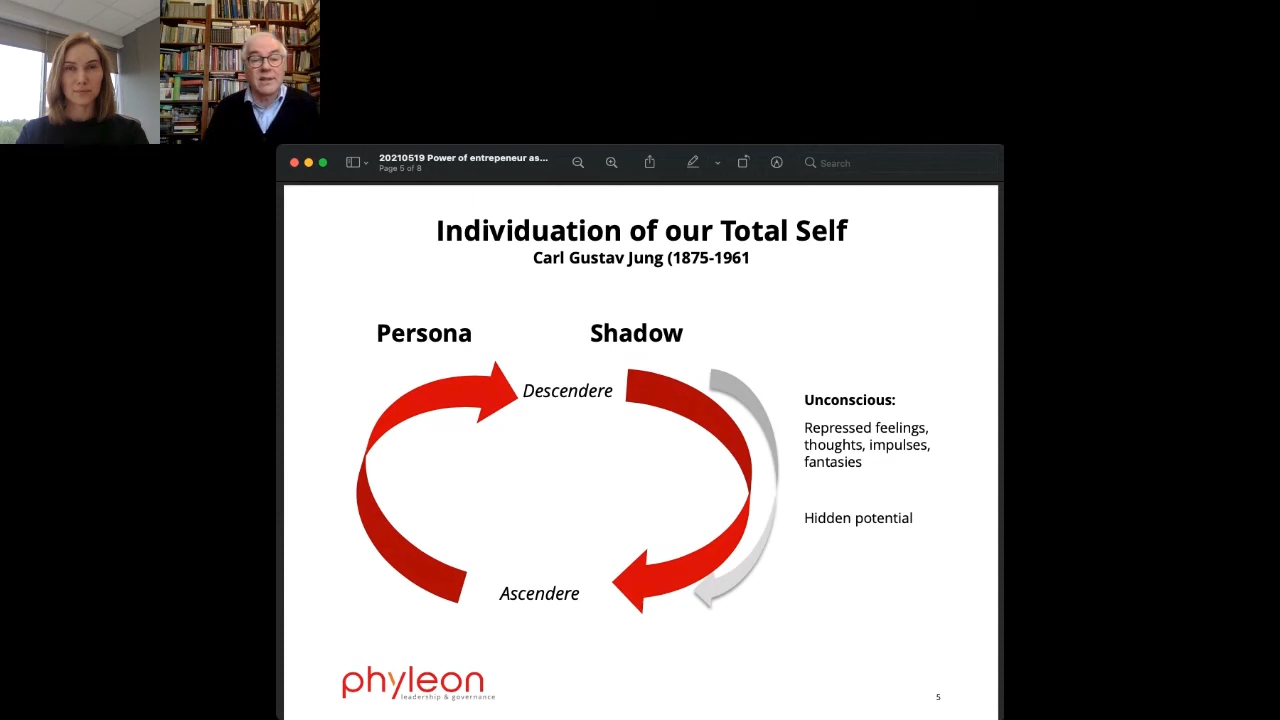 20210519 Power of entrepeneur as...
Page 5 of 8
Search
Individuation of our Total Self
Carl Gustav Jung (1875-1961
Persona
Shadow
Descendere
Unconscious:
Repressed feelings,
thoughts, impulses,
fantasies
Hidden potential
Ascendere
phyleon
leadership & governance
5